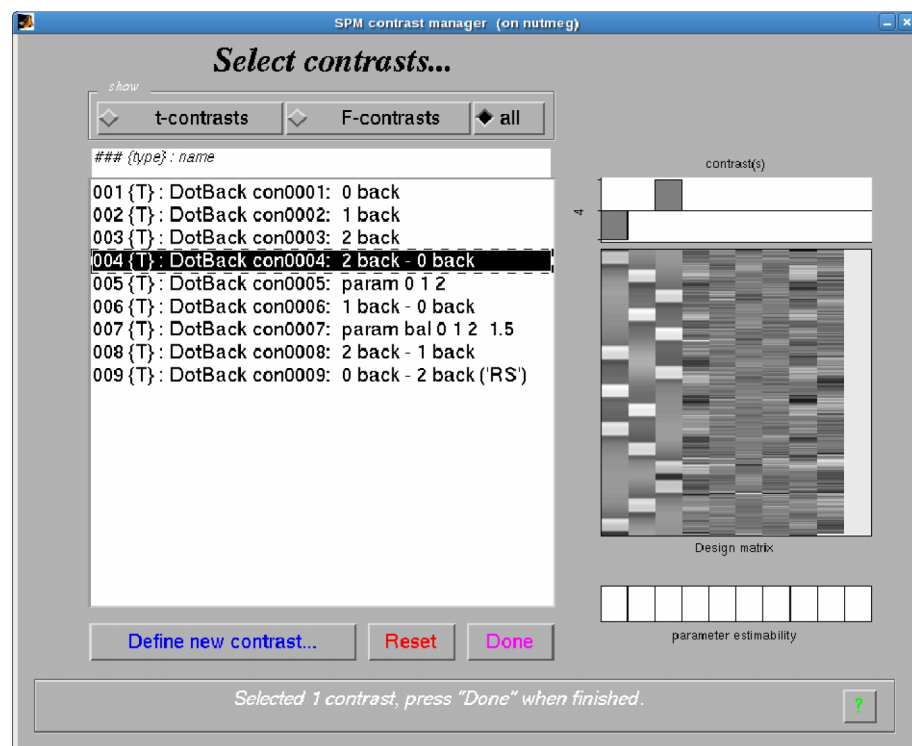 SPM contrast manager (on nutmeg)
Select contrasts...
show
t-contrasts F-contrasts all
### {type} : name
001 {T} : DotBack con0001: 0 back
002 {T} : DotBack con0002: 1 back
003 {T} : DotBack con0003: 2 back
004 {T} : DotBack con0004: 2 back - 0 back
005 {T} : DotBack con0005: param 0 1 2
006 {T} : DotBack con0006: 1 back - 0 back
007 {T} : DotBack con0007: param bal 0 1 2 1.5
008 {T} : DotBack con0008: 2 back - 1 back
009 {T} : DotBack con0009: 0 back - 2 back ('RS')
contrast(s)
4
Design matrix
parameter estimability
Define new contrast... Reset Done
Selected 1 contrast, press "Done" when finished.
?